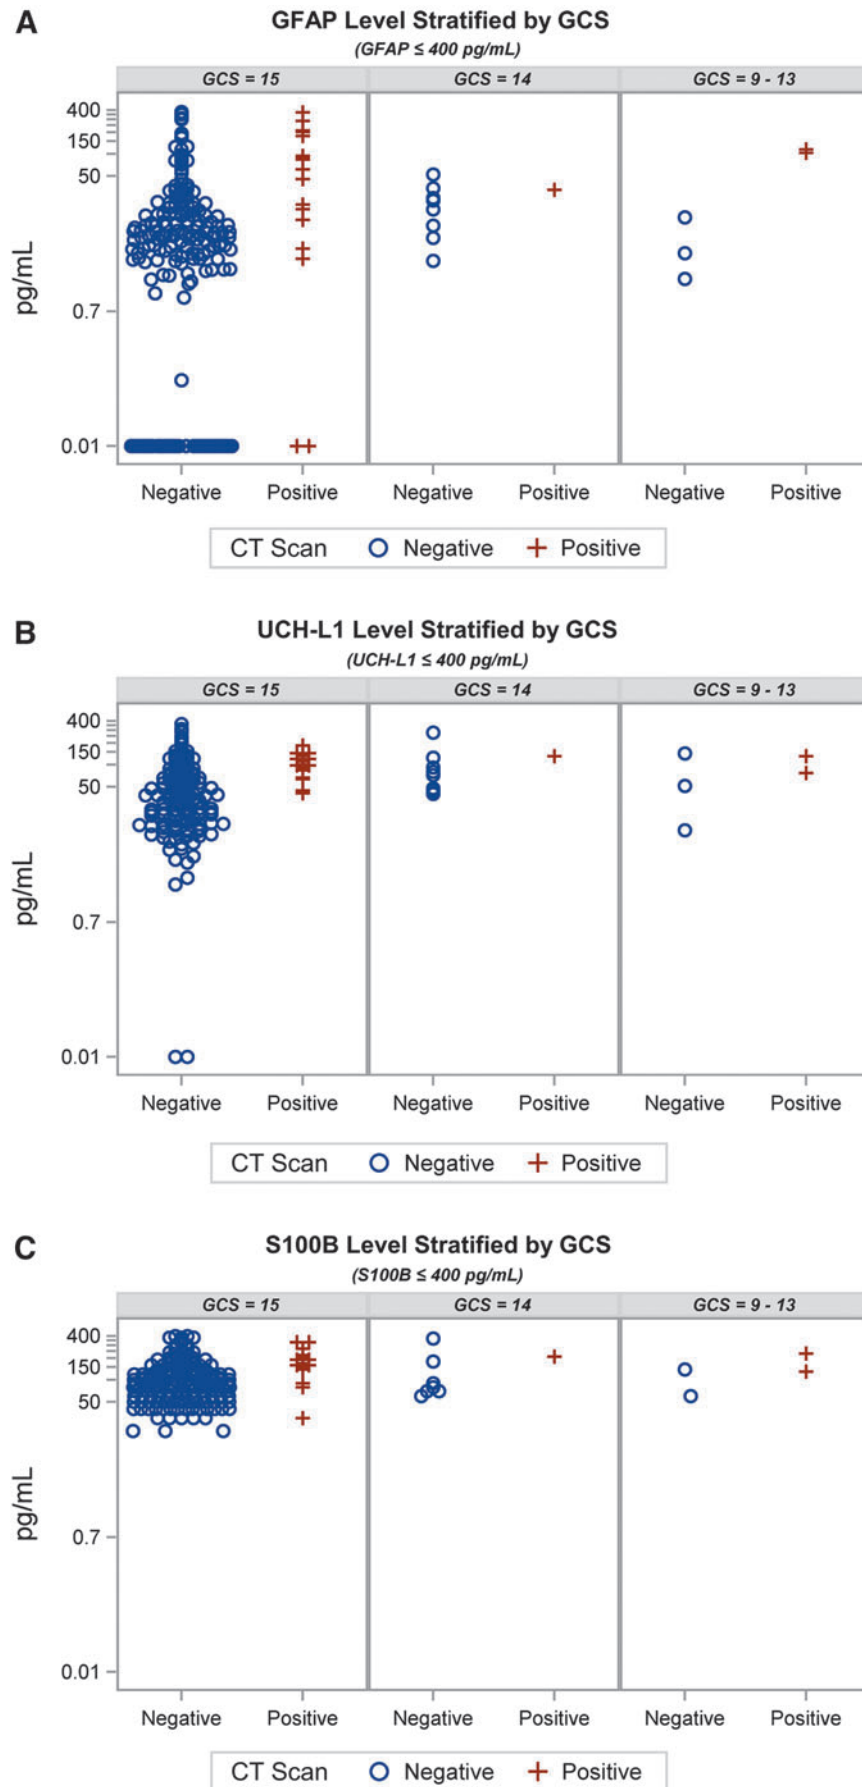 A
GFAP Level Stratified by GCS
(GFAP ≤ 400 pg/mL)
GCS = 15 GCS = 14 GCS = 9 - 13
400
150
50
0.7
0.01
pg/mL
Negative Positive Negative Positive Negative Positive
CT Scan Negative Positive
B
UCH-L1 Level Stratified by GCS
(UCH-L1 ≤ 400 pg/mL)
GCS = 15 GCS = 14 GCS = 9 - 13
400
150
50
0.7
0.01
pg/mL
Negative Positive Negative Positive Negative Positive
CT Scan Negative Positive
C
S100B Level Stratified by GCS
(S100B ≤ 400 pg/mL)
GCS = 15 GCS = 14 GCS = 9 - 13
400
150
50
0.7
0.01
pg/mL
Negative Positive Negative Positive Negative Positive
CT Scan Negative Positive